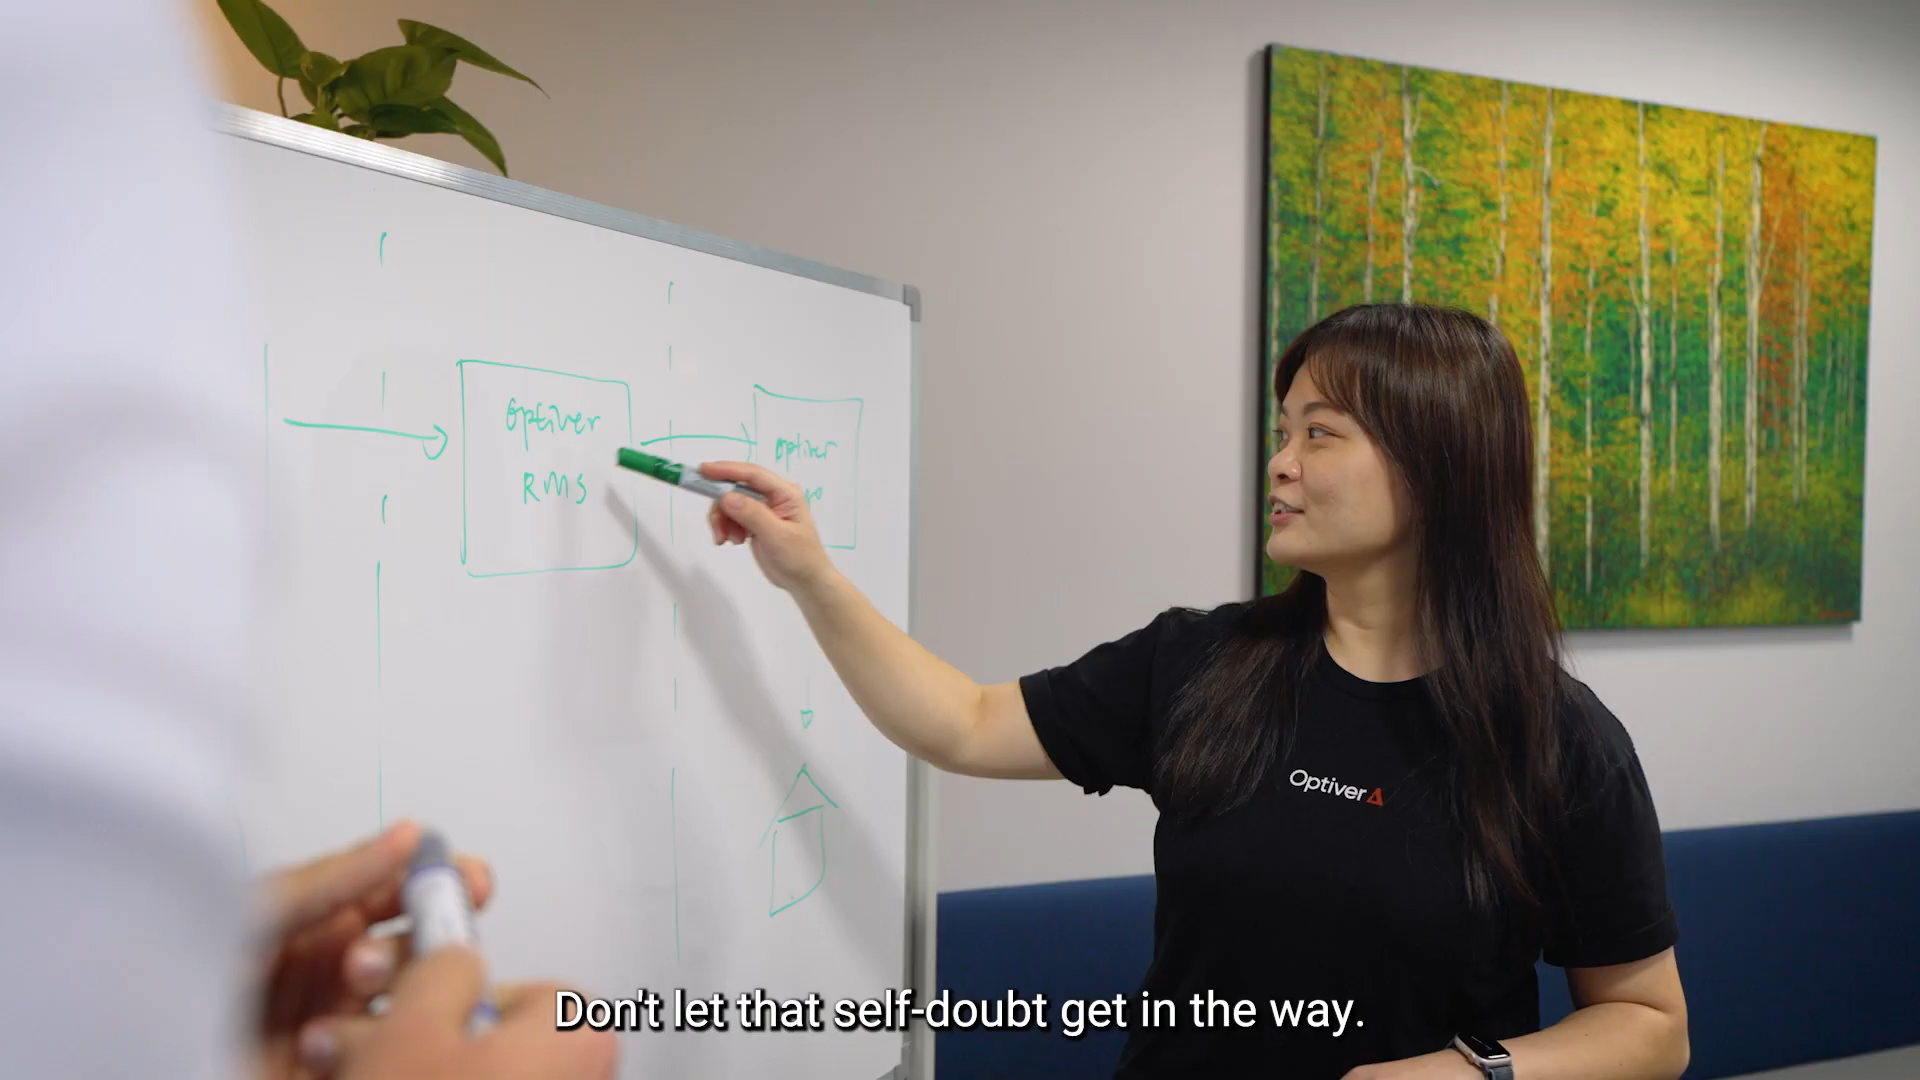 Optiver
RMS
Optiver
Optiver
Don't let that self-doubt get in the way.